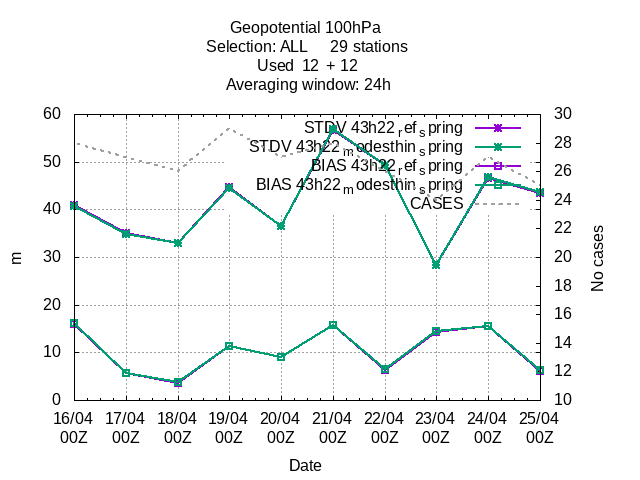 Geopotential 100hPa
Selection: ALL 29 stations
Used 12 + 12
Averaging window: 24h
STDV 43h22_ref_spring
STDV 43h22_modesthin_spring
BIAS 43h22_ref_spring
BIAS 43h22_modesthin_spring
CASES
60
50
40
30
20
10
0
m
30
28
26
24
22
20
18
16
14
12
10
No cases
16/04 17/04 18/04 19/04 20/04 21/04 22/04 23/04 24/04 25/04
00Z 00Z 00Z 00Z 00Z 00Z 00Z 00Z 00Z 00Z
Date